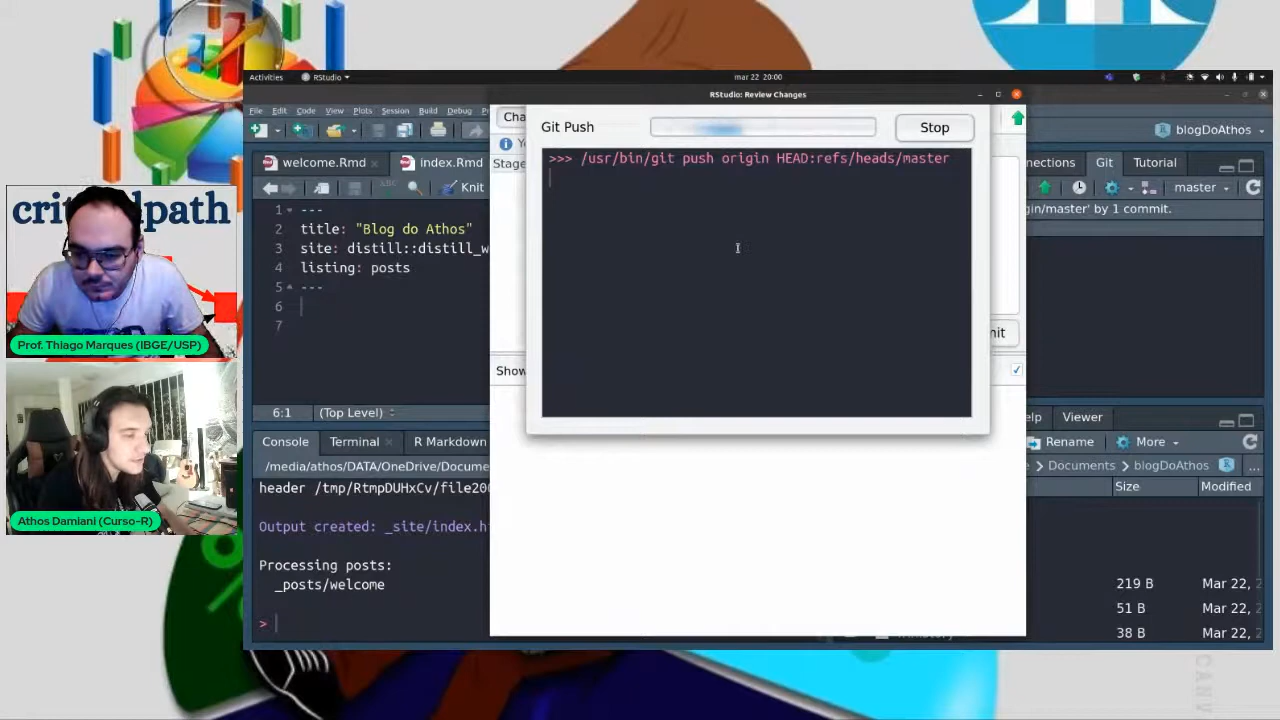 Activities
RStudio
mar 22 20:00
RStudio: Review Changes
File Edit Code View Plots Session Build Debug
blogDoAthos
Git Push
Stop
>>> /usr/bin/git push origin HEAD:refs/heads/master
Stage
Show
welcome.Rmd
index.Rmd
Knit
1 ---
2 title: "Blog do Athos"
3 site: distill::distill_w
4 listing: posts
5 ---
6
7
6:1
(Top Level)
Git
Tutorial
master
gin/master' by 1 commit.
Console
Terminal
R Markdown
/media/athos/DATA/OneDrive/Docume
header /tmp/RtmpDUHxCv/file20
Output created: _site/index.h
Processing posts:
_posts/welcome
>
Viewer
Rename
More
Documents
blogDoAthos
...
Size
Modified
219 B
Mar 22, 2
51 B
Mar 22, 2
38 B
Mar 22, 2
Prof. Thiago Marques (IBGE/USP)
Athos Damiani (Curso-R)
%